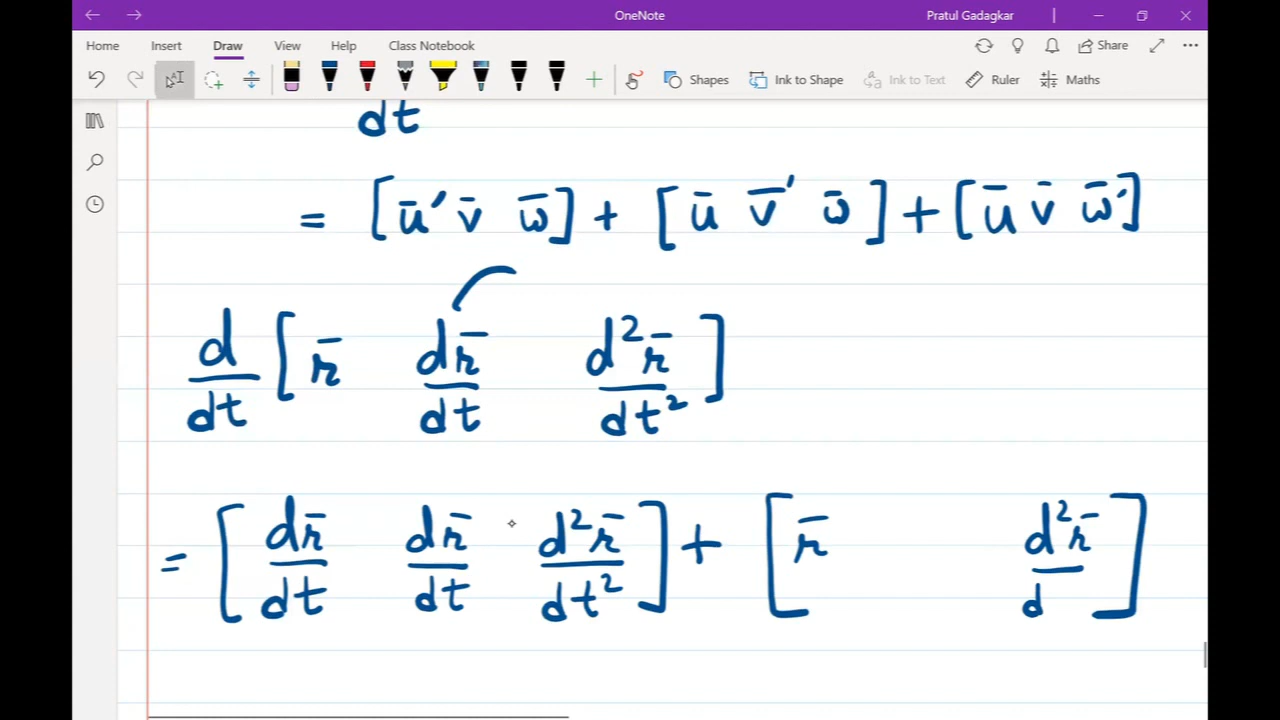 OneNote
Pratul Gadagkar
Home Insert Draw View Help Class Notebook
Share
Shapes Ink to Shape Ink to Text Ruler Maths
dt
= [ū′ v̄ w̄] + [ū v̄′ w̄] + [ū v̄ w̄′]
d/dt [r̄ dr̄/dt d²r̄/dt²]
= [dr̄/dt dr̄/dt d²r̄/dt²] + [r̄ d²r̄/d ]